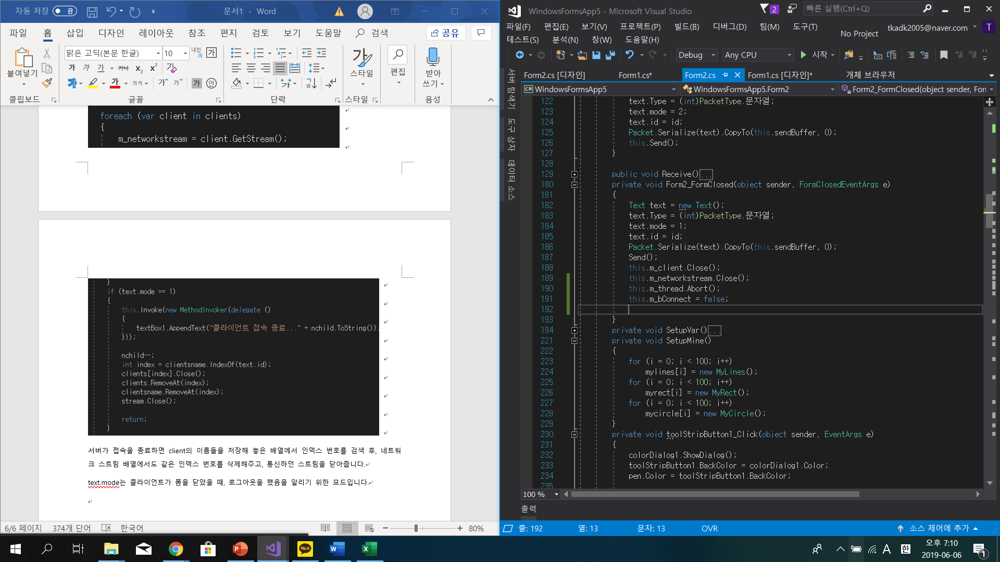 자동 저장 끔 문서1 - Word
파일 홈 삽입 디자인 레이아웃 참조 편지 검토 보기 도움말 검색 공유
맑은 고딕(본문 한글) 10 내천 가
붙여넣기 가 가 가 가나 x₂ x² 스타일 편집 받아쓰기
가 가 가가가 가 가 가
클립보드 글꼴 단락 스타일 음성
foreach (var client in clients)
{
m_networkstream = client.GetStream();
}
if (text.mode == 1)
{
this.Invoke(new MethodInvoker(delegate ()
{
textBox1.AppendText("클라이언트 접속 종료..." + nchild.ToString());
}));
nchild--;
int index = clientsname.IndexOf(text.id);
clients[index].Close();
clients.RemoveAt(index);
clientsname.RemoveAt(index);
stream.Close();
return;
}
서버가 접속을 종료하면 client의 이름들을 저장해 놓은 배열에서 인덱스 번호를 검색 후, 네트워
크 스트림 배열에서도 같은 인덱스 번호를 삭제해주고, 통신하던 스트림을 닫아줍니다.
text.mode는 클라이언트가 폼을 닫았을 때, 로그아웃을 했음을 알리기 위한 모드입니다.
6/6 페이지 374개 단어 한국어 80%
WindowsFormsApp5 - Microsoft Visual Studio 2 빠른 실행(Ctrl+Q)
파일(F) 편집(E) 보기(V) 프로젝트(P) 빌드(B) 디버그(D) 팀(M) 도구(T) No Project tkadk2005@naver.com T
테스트(S) 분석(N) 창(W) 도움말(H)
Debug Any CPU 시작
서버 탐색기
도구 상자
데이터 소스
Form2.cs [디자인] Form1.cs* Form2.cs Form1.cs [디자인]* 개체 브라우저
WindowsFormsApp5 WindowsFormsApp5.Form2 Form2_FormClosed(object sender, For
122 text.Type = (int)PacketType.문자열;
123 text.mode = 2;
124 text.id = id;
125 Packet.Serialize(text).CopyTo(this.sendBuffer, 0);
126 this.Send();
127 }
128
129 public void Receive()...
180 private void Form2_FormClosed(object sender, FormClosedEventArgs e)
181 {
182 Text text = new Text();
183 text.Type = (int)PacketType.문자열;
184 text.mode = 1;
185 text.id = id;
186 Packet.Serialize(text).CopyTo(this.sendBuffer, 0);
187 Send();
188 this.m_client.Close();
189 this.m_networkstream.Close();
190 this.m_thread.Abort();
191 this.m_bConnect = false;
192
193 }
194 private void SetupVar()...
221 private void SetupMine()
222 {
223 for (i = 0; i < 100; i++)
224 mylines[i] = new MyLines();
225 for (i = 0; i < 100; i++)
226 myrect[i] = new MyRect();
227 for (i = 0; i < 100; i++)
228 mycircle[i] = new MyCircle();
229 }
230 private void toolStripButton1_Click(object sender, EventArgs e)
231 {
232 colorDialog1.ShowDialog();
233 toolStripButton1.BackColor = colorDialog1.Color;
234 pen.Color = toolStripButton1.BackColor;
235
100 %
출력
줄: 192 열: 13 문자: 13 OVR 소스 제어에 추가
TALK A 한 오후 7:10
2019-06-06 1